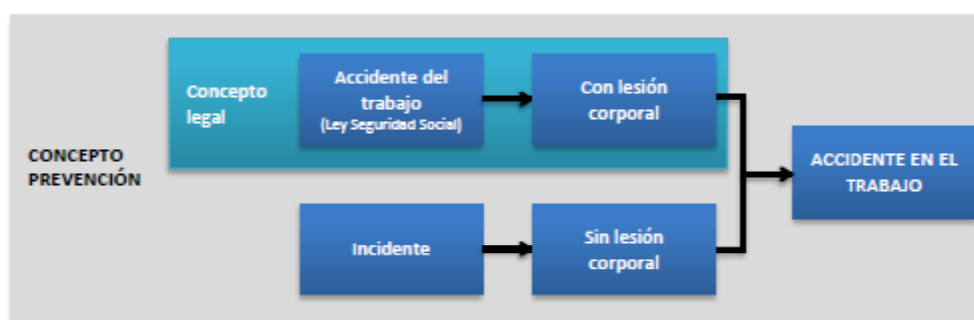 Concepto
legal
Accidente del
trabajo
(Ley Seguridad Social)
Con lesión
corporal
CONCEPTO
PREVENCIÓN
ACCIDENTE EN EL
TRABAJO
Incidente
Sin lesión
corporal